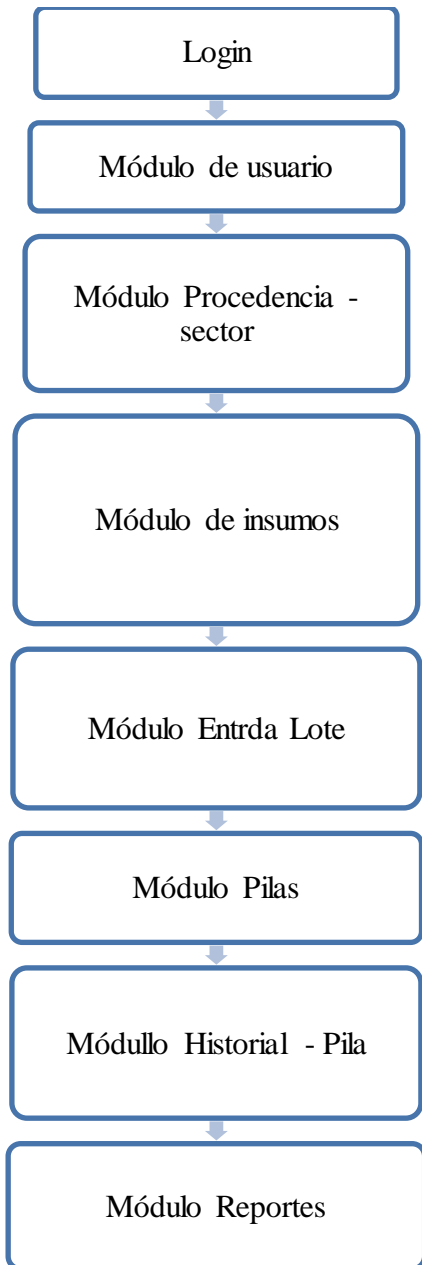 Login
Módulo de usuario
Módulo Procedencia -
sector
Módulo de insumos
Módulo Entrda Lote
Módulo Pilas
Módullo Historial - Pila
Módulo Reportes